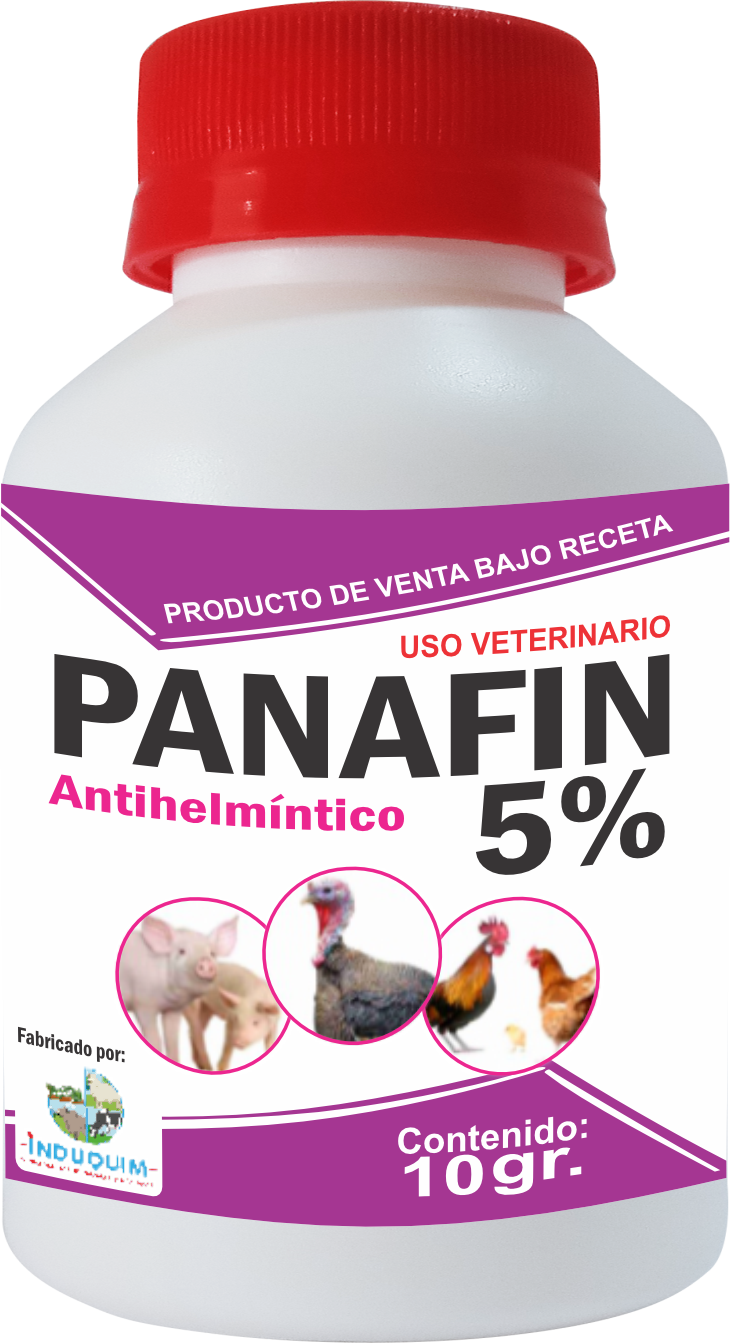 PRODUCTO DE VENTA BAJO RECETA
USO VETERINARIO
PANAFIN
5%
Antihelmíntico
Fabricado por:
INDUQUIM
Contenido:
10gr.